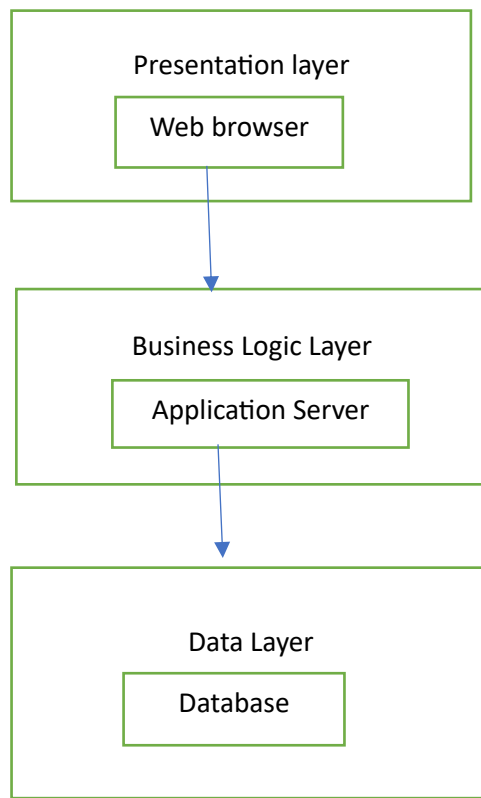 Presentation layer
Web browser
Business Logic Layer
Application Server
Data Layer
Database